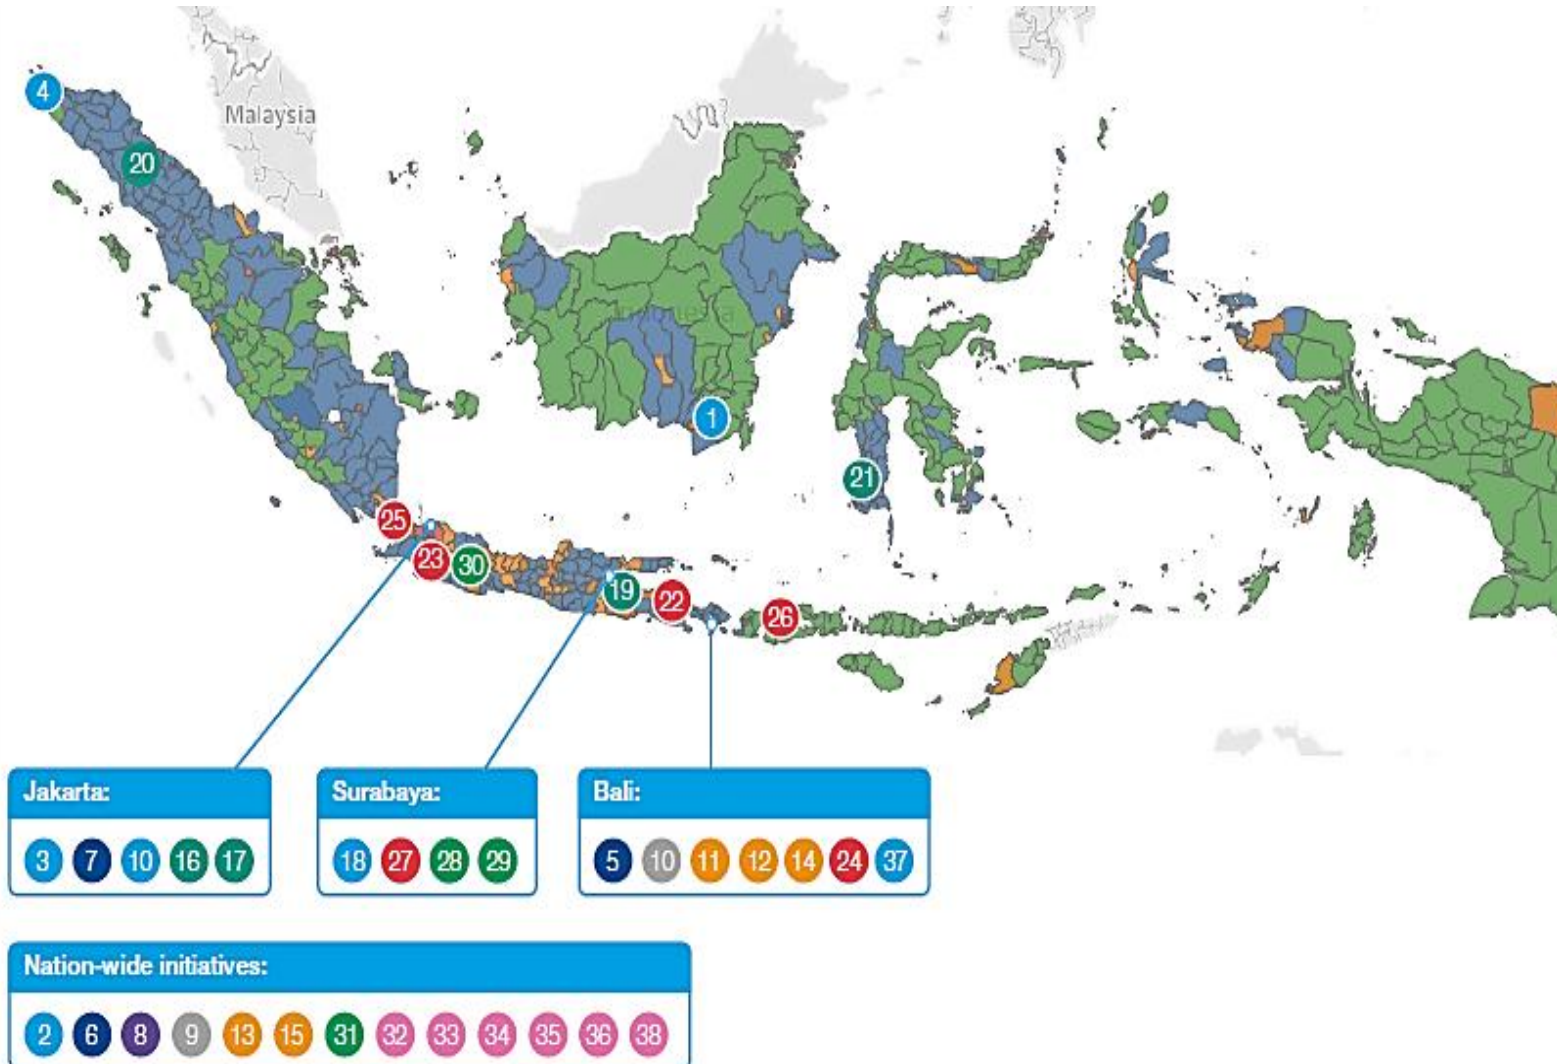 4
Malaysia
20
Indonesia
1
21
25
23
30
19
22
26
Jakarta:
3 7 10 16 17
Surabaya:
18 27 28 29
Bali:
5 10 11 12 14 24 37
Nation-wide initiatives:
2 6 8 9 13 15 31 32 33 34 35 36 38